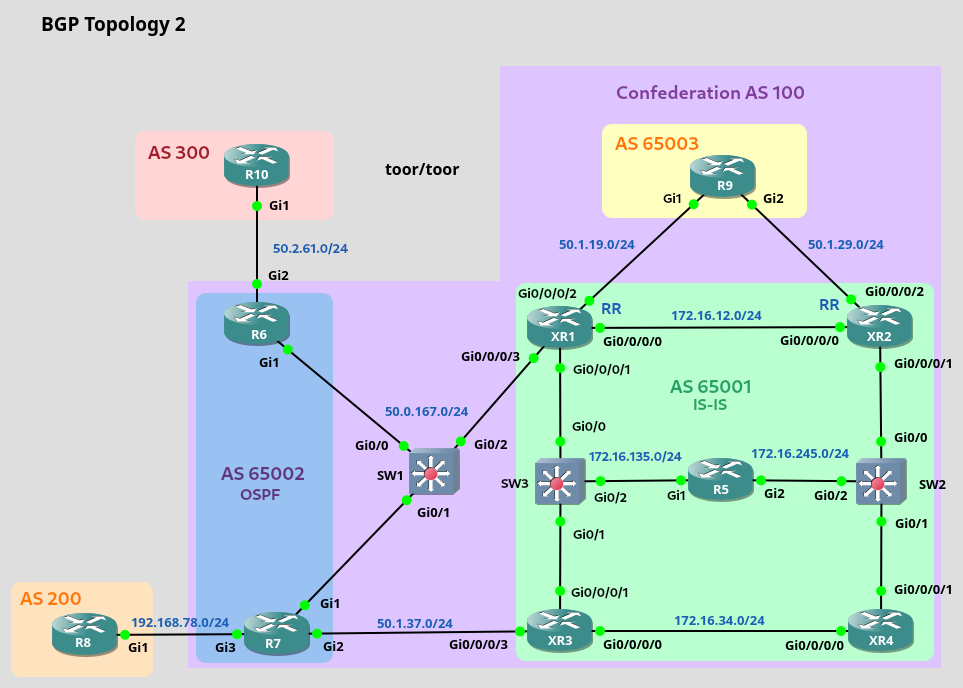 BGP Topology 2
Confederation AS 100
AS 300
R10
Gi1
toor/toor
AS 65003
R9
Gi1
Gi2
50.2.61.0/24
50.1.19.0/24
50.1.29.0/24
Gi2
R6
Gi1
Gi0/0/0/2
RR
XR1
Gi0/0/0/0
172.16.12.0/24
Gi0/0/0/2
RR
XR2
Gi0/0/0/0
Gi0/0/0/3
Gi0/0/0/1
Gi0/0/0/1
AS 65001
IS-IS
50.0.167.0/24
Gi0/0
Gi0/2
SW1
Gi0/1
Gi0/0
Gi0/0
172.16.135.0/24
172.16.245.0/24
SW3
Gi0/2
Gi1
R5
Gi2
Gi0/2
SW2
Gi0/1
Gi0/1
AS 65002
OSPF
AS 200
R8
Gi1
192.168.78.0/24
Gi3
R7
Gi1
Gi2
50.1.37.0/24
Gi0/0/0/3
Gi0/0/0/1
XR3
Gi0/0/0/0
172.16.34.0/24
Gi0/0/0/1
XR4
Gi0/0/0/0